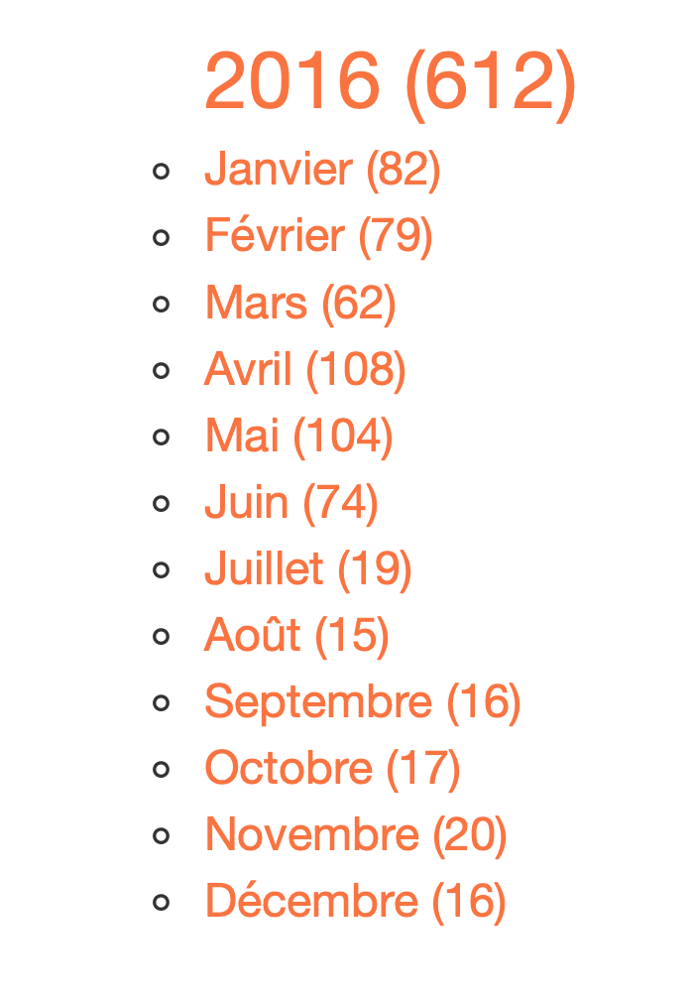 2016 (612)
Janvier (82)
Février (79)
Mars (62)
Avril (108)
Mai (104)
Juin (74)
Juillet (19)
Août (15)
Septembre (16)
Octobre (17)
Novembre (20)
Décembre (16)